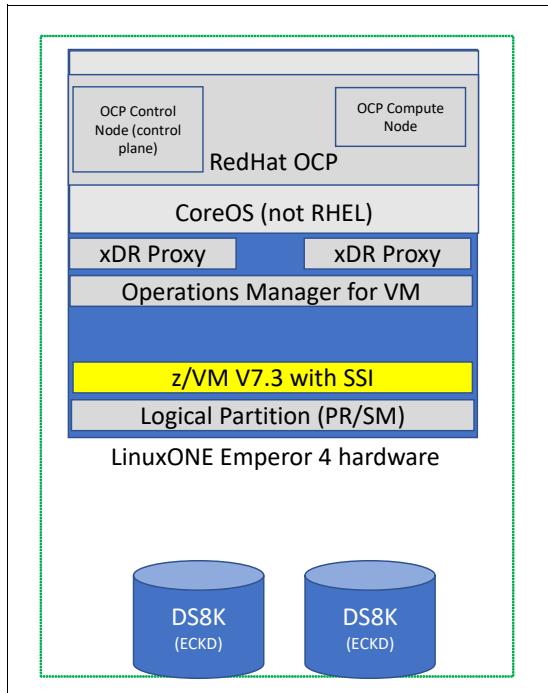 OCP Control
Node (control
plane)
OCP Compute
Node
RedHat OCP
CoreOS (not RHEL)
xDR Proxy
xDR Proxy
Operations Manager for VM
z/VM V7.3 with SSI
Logical Partition (PR/SM)
LinuxONE Emperor 4 hardware
DS8K
(ECKD)
DS8K
(ECKD)